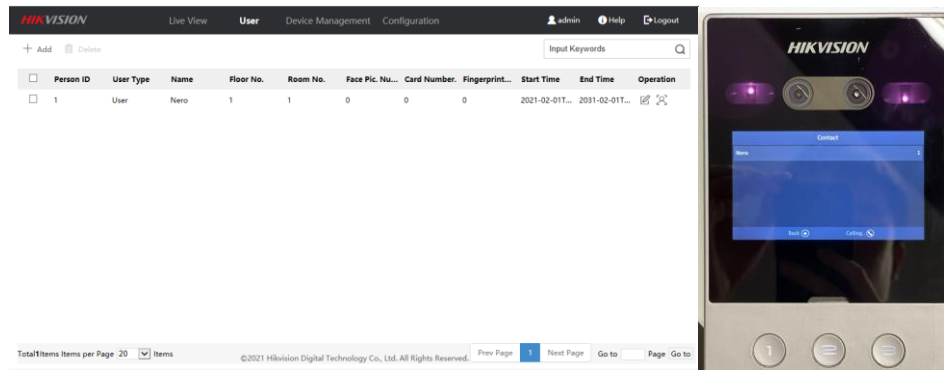 HIKVISION Live View User Device Management Configuration admin Help Logout
Add Delete Input Keywords
Person ID User Type Name Floor No. Room No. Face Pic. Nu... Card Number. Fingerprint... Start Time End Time Operation
1 User Nero 1 1 0 0 0 2021-02-01T... 2031-02-01T...
Total1Items Items per Page 20 Items ©2021 Hikvision Digital Technology Co., Ltd. All Rights Reserved. Prev Page 1 Next Page Go to Page Go to
HIKVISION
Contact
Nero 1
Back Calling
1 2 3